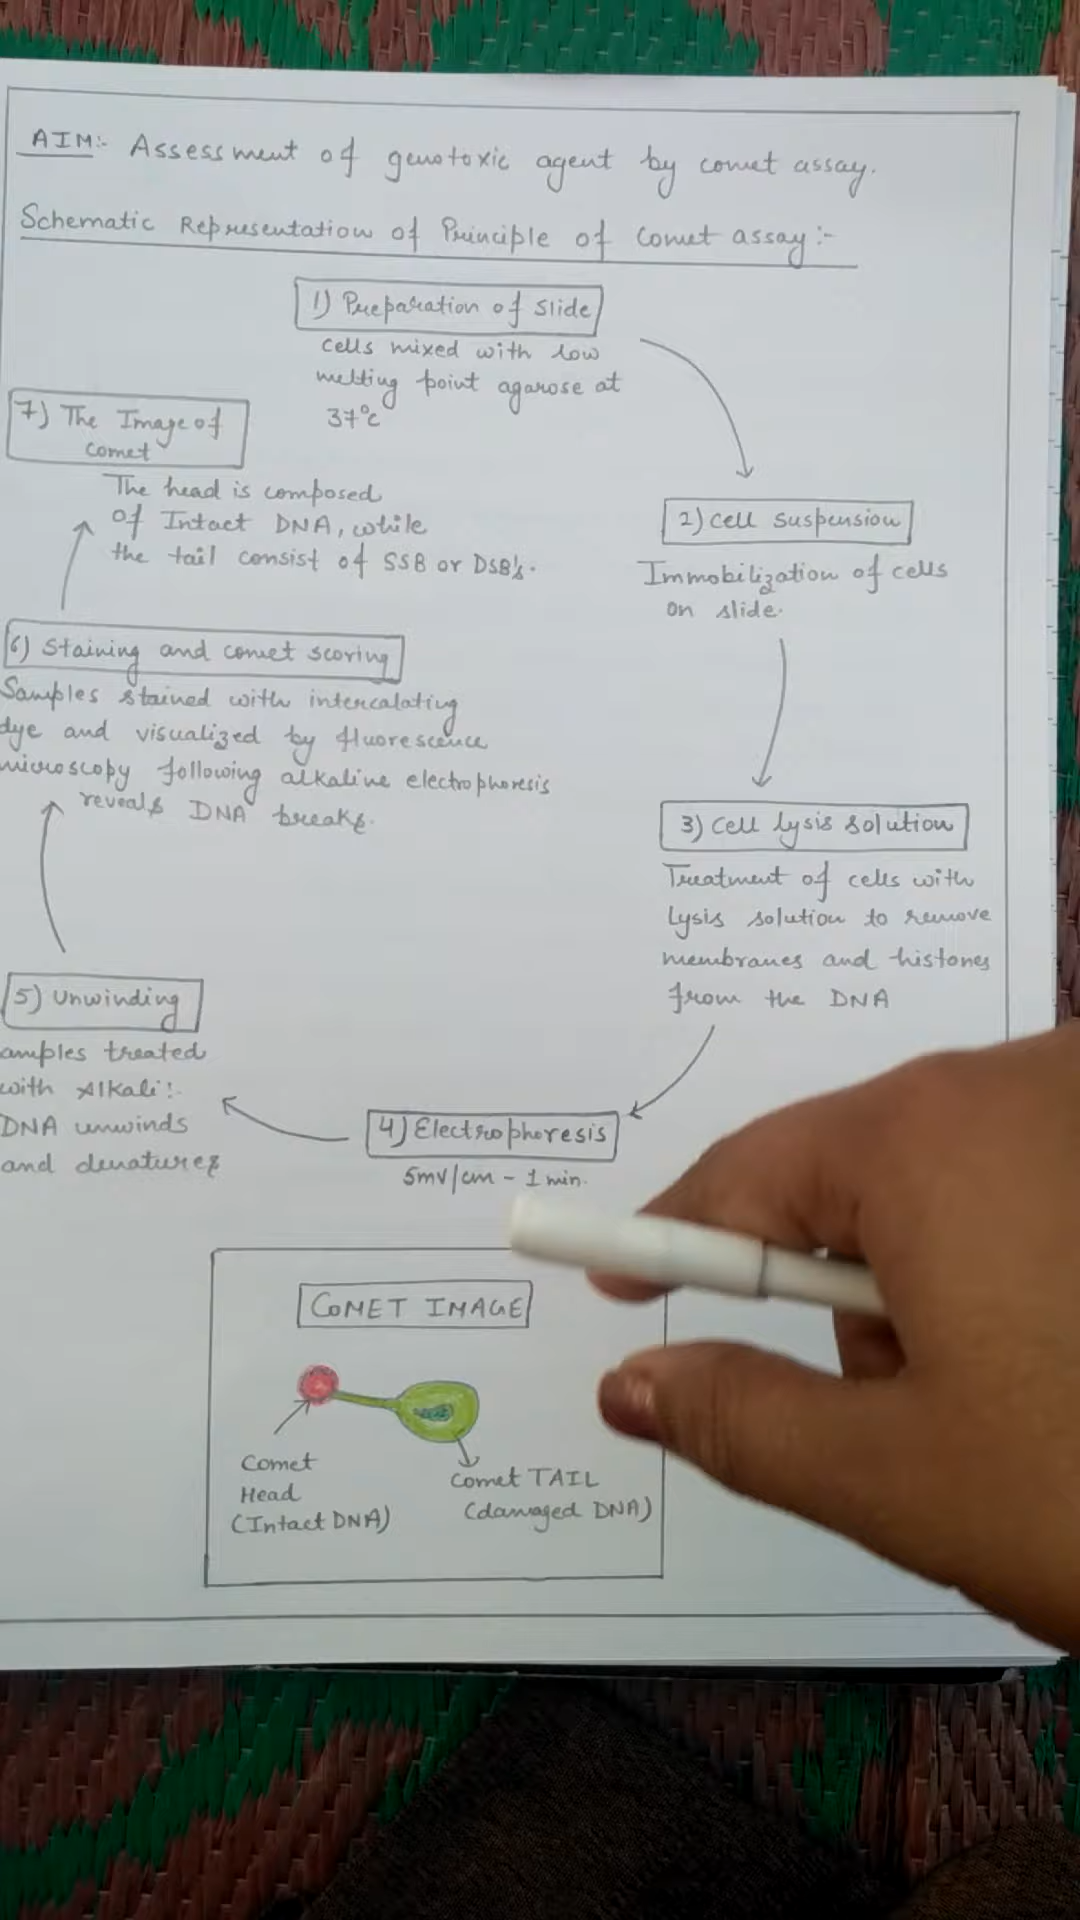 AIM:- Assessment of genotoxic agent by comet assay.
Schematic Representation of Principle of Comet assay:-
1) Preparation of Slide
cells mixed with low
melting point agarose at
37°c
2) Cell Suspension
Immobilization of cells
on slide.
3) Cell lysis solution
Treatment of cells with
lysis solution to remove
membranes and histones
from the DNA
4) Electrophoresis
5mv/cm - 1 min.
5) Unwinding
amples treated
with Alkali:-
DNA unwinds
and denatures
6) Staining and comet scoring
Samples stained with intercalating
dye and visualized by fluorescence
microscopy following alkaline electrophoresis
reveals DNA breaks.
7) The Image of
Comet
The head is composed
of Intact DNA, while
the tail consist of SSB or DSB's.
COMET IMAGE
Comet
Head
(Intact DNA)
Comet TAIL
(damaged DNA)